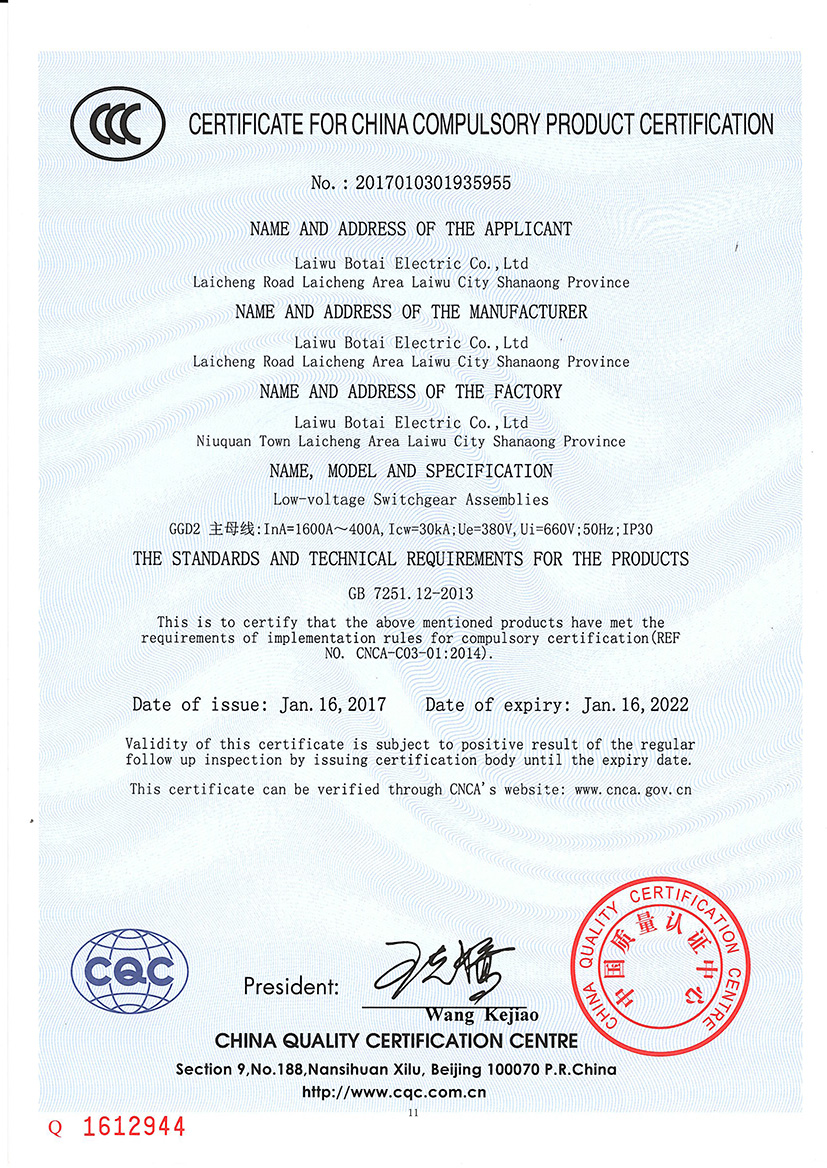 CCC
CERTIFICATE FOR CHINA COMPULSORY PRODUCT CERTIFICATION
No. : 2017010301935955
NAME AND ADDRESS OF THE APPLICANT
Laiwu Botai Electric Co.,Ltd
Laicheng Road Laicheng Area Laiwu City Shanaong Province
NAME AND ADDRESS OF THE MANUFACTURER
Laiwu Botai Electric Co.,Ltd
Laicheng Road Laicheng Area Laiwu City Shanaong Province
NAME AND ADDRESS OF THE FACTORY
Laiwu Botai Electric Co.,Ltd
Niuquan Town Laicheng Area Laiwu City Shanaong Province
NAME, MODEL AND SPECIFICATION
Low-voltage Switchgear Assemblies
GGD2 主母线:InA=1600A～400A,Icw=30kA;Ue=380V,Ui=660V;50Hz;IP30
THE STANDARDS AND TECHNICAL REQUIREMENTS FOR THE PRODUCTS
GB 7251.12-2013
This is to certify that the above mentioned products have met the
requirements of implementation rules for compulsory certification(REF
NO. CNCA-C03-01:2014).
Date of issue: Jan.16,2017 Date of expiry: Jan.16,2022
Validity of this certificate is subject to positive result of the regular
follow up inspection by issuing certification body until the expiry date.
This certificate can be verified through CNCA's website: www.cnca.gov.cn
CQC
President:
Wang Kejiao
CHINA QUALITY CERTIFICATION CENTRE
中国质量认证中心
CHINA QUALITY CERTIFICATION CENTRE
Section 9,No.188,Nansihuan Xilu, Beijing 100070 P.R.China
http://www.cqc.com.cn
11
Q 1612944